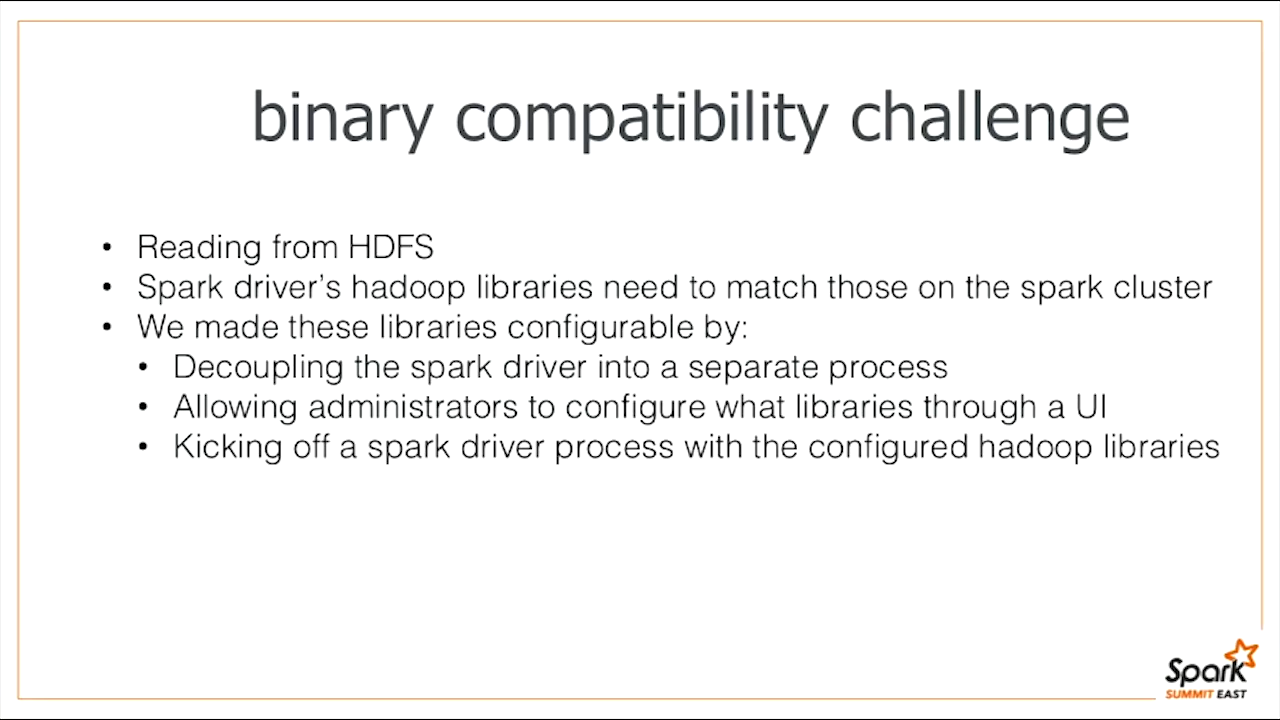 binary compatibility challenge
• Reading from HDFS
• Spark driver’s hadoop libraries need to match those on the spark cluster
• We made these libraries configurable by:
• Decoupling the spark driver into a separate process
• Allowing administrators to configure what libraries through a UI
• Kicking off a spark driver process with the configured hadoop libraries
Spark
SUMMIT EAST